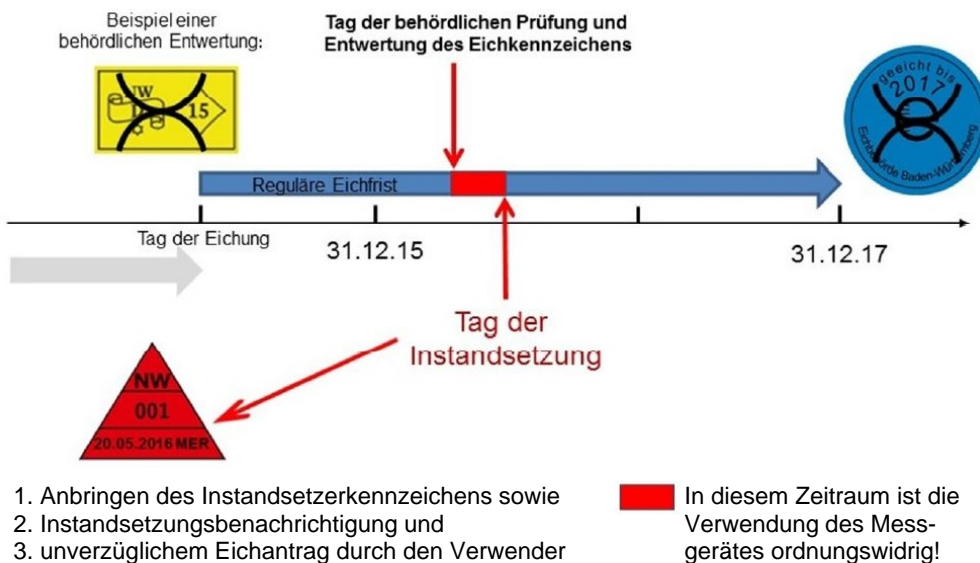 Beispiel einer
behördlichen Entwertung:
Tag der behördlichen Prüfung und
Entwertung des Eichkennzeichens
15
geeicht bis
2017
Eichbehörde Baden-Württemberg
Reguläre Eichfrist
Tag der Eichung
31.12.15
31.12.17
Tag der
Instandsetzung
NW
001
20.05.2016 MER
1. Anbringen des Instandsetzerkennzeichens sowie
2. Instandsetzungsbenachrichtigung und
3. unverzüglichem Eichantrag durch den Verwender
In diesem Zeitraum ist die
Verwendung des Mess-
gerätes ordnungswidrig!